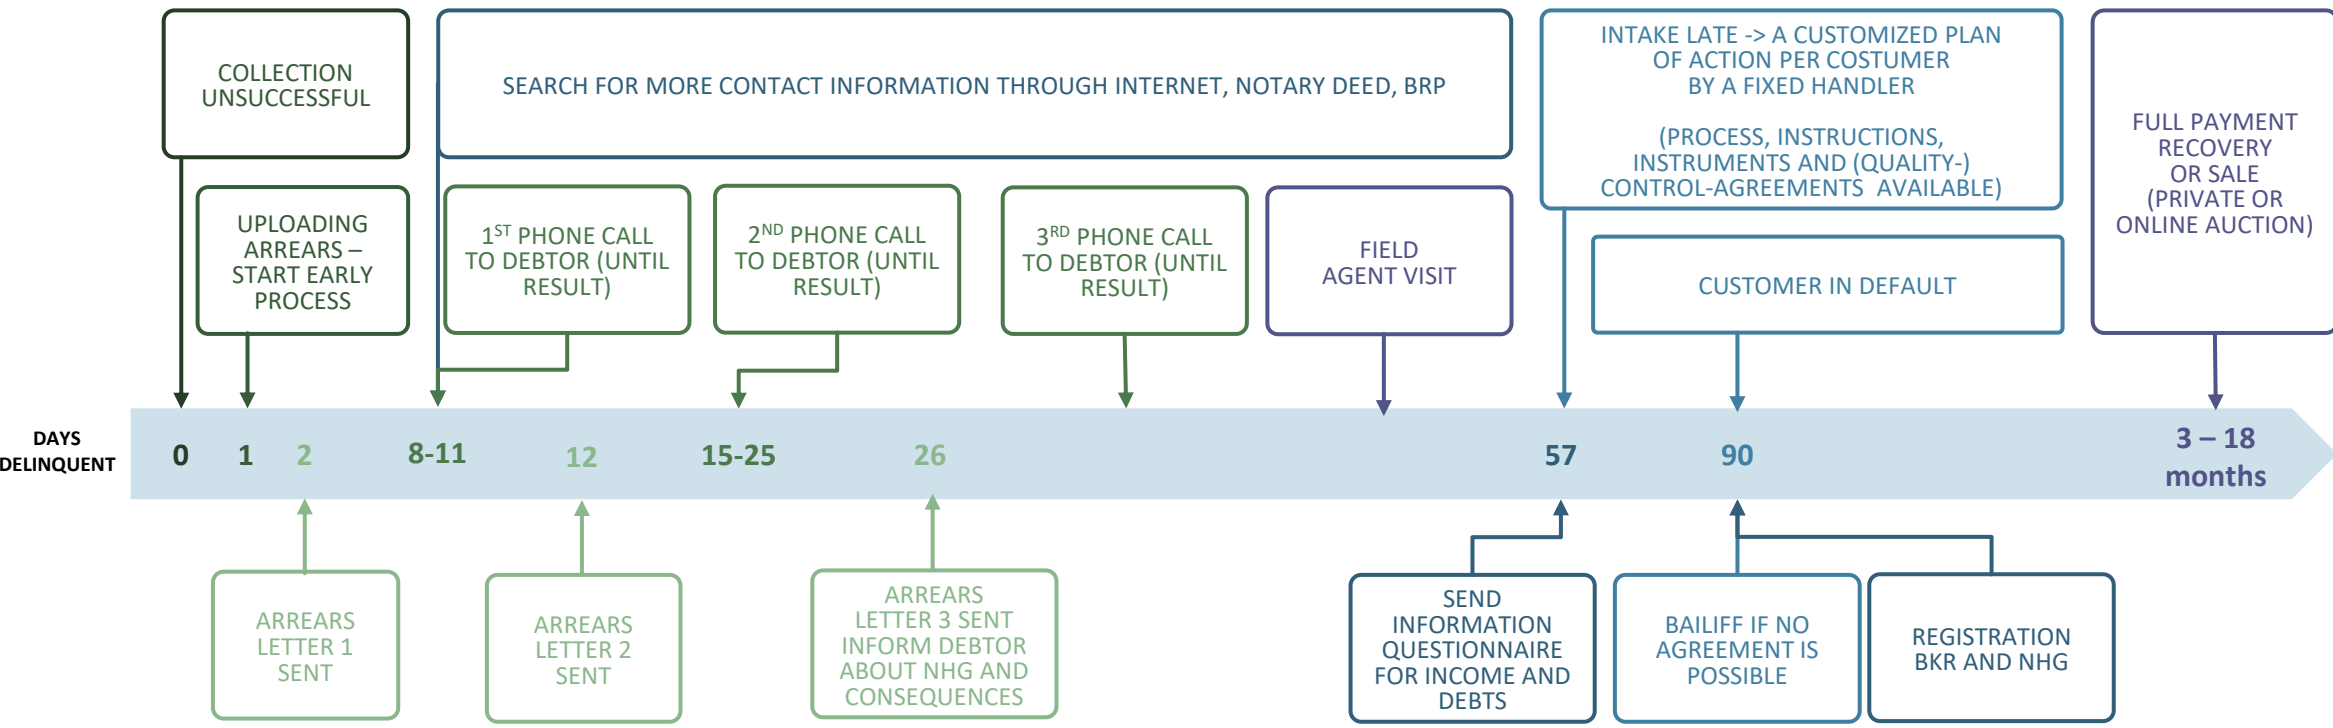 COLLECTION
UNSUCCESSFUL
SEARCH FOR MORE CONTACT INFORMATION THROUGH INTERNET, NOTARY DEED, BRP
INTAKE LATE -> A CUSTOMIZED PLAN
OF ACTION PER COSTUMER
BY A FIXED HANDLER
(PROCESS, INSTRUCTIONS,
INSTRUMENTS AND (QUALITY-)
CONTROL-AGREEMENTS AVAILABLE)
FULL PAYMENT
RECOVERY
OR SALE
(PRIVATE OR
ONLINE AUCTION)
UPLOADING
ARREARS –
START EARLY
PROCESS
1ST PHONE CALL
TO DEBTOR (UNTIL
RESULT)
2ND PHONE CALL
TO DEBTOR (UNTIL
RESULT)
3RD PHONE CALL
TO DEBTOR (UNTIL
RESULT)
FIELD
AGENT VISIT
CUSTOMER IN DEFAULT
DAYS
DELINQUENT
0
1
2
8-11
12
15-25
26
57
90
3 – 18
months
ARREARS
LETTER 1
SENT
ARREARS
LETTER 2
SENT
ARREARS
LETTER 3 SENT
INFORM DEBTOR
ABOUT NHG AND
CONSEQUENCES
SEND
INFORMATION
QUESTIONNAIRE
FOR INCOME AND
DEBTS
BAILIFF IF NO
AGREEMENT IS
POSSIBLE
REGISTRATION
BKR AND NHG